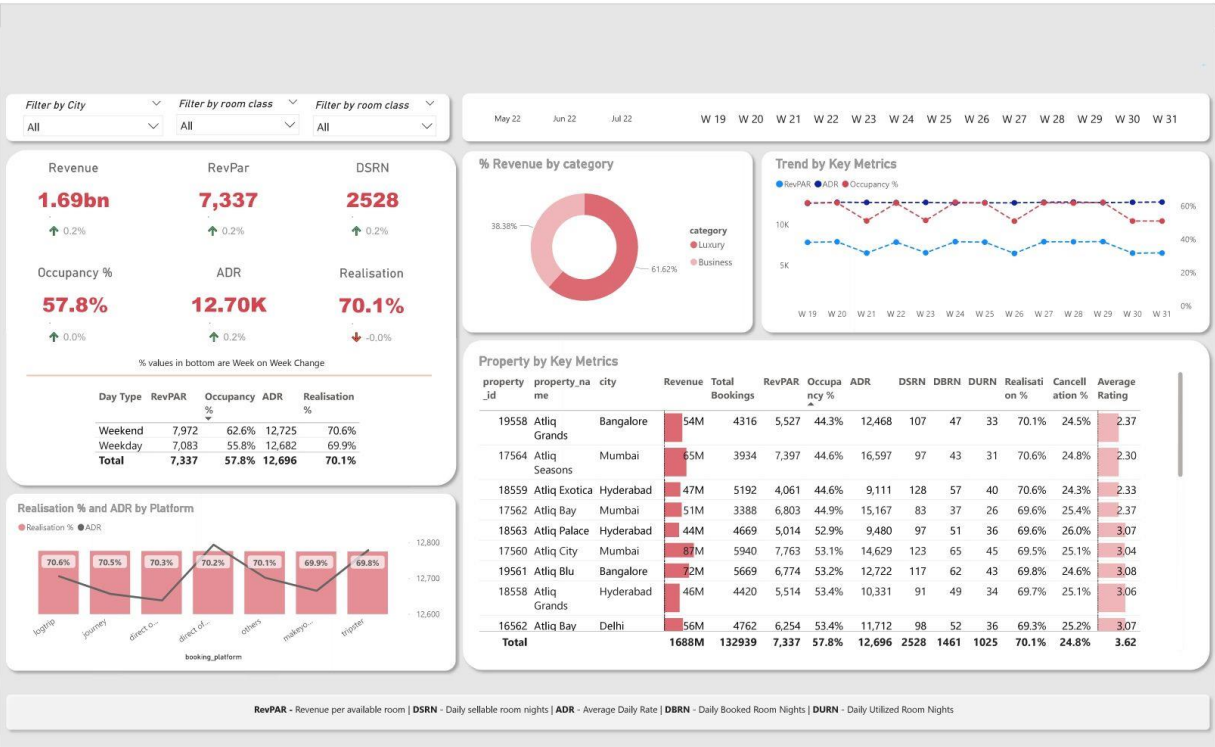 Filter by City
Filter by room class
Filter by room class
All
All
All
May 22 Jun 22 Jul 22 W 19 W 20 W 21 W 22 W 23 W 24 W 25 W 26 W 27 W 28 W 29 W 30 W 31
Revenue RevPar DSRN
1.69bn 7,337 2528
0.2% 0.2% 0.2%
Occupancy % ADR Realisation
57.8% 12.70K 70.1%
0.0% 0.2% -0.0%
% values in bottom are Week on Week Change
Day Type RevPAR Occupancy ADR Realisation
% %
Weekend 7,972 62.6% 12,725 70.6%
Weekday 7,083 55.8% 12,682 69.9%
Total 7,337 57.8% 12,696 70.1%
% Revenue by category
38.38%
61.62%
category
Luxury
Business
Trend by Key Metrics
RevPAR ADR Occupancy %
10K
5K
60%
40%
20%
0%
W 19 W 20 W 21 W 22 W 23 W 24 W 25 W 26 W 27 W 28 W 29 W 30 W 31
Realisation % and ADR by Platform
Realisation % ADR
12,800
12,700
12,600
70.6% 70.5% 70.3% 70.2% 70.1% 69.9% 69.8%
logtrip journey direct o... direct of... others makeyo... tripster
booking_platform
Property by Key Metrics
property property_na city Revenue Total RevPAR Occupa ADR DSRN DBRN DURN Realisati Cancell Average
_id me Bookings ncy % on % ation % Rating
19558 Atliq Bangalore 54M 4316 5,527 44.3% 12,468 107 47 33 70.1% 24.5% 2.37
Grands
17564 Atliq Mumbai 65M 3934 7,397 44.6% 16,597 97 43 31 70.6% 24.8% 2.30
Seasons
18559 Atliq Exotica Hyderabad 47M 5192 4,061 44.6% 9,111 128 57 40 70.6% 24.3% 2.33
17562 Atliq Bay Mumbai 51M 3388 6,803 44.9% 15,167 83 37 26 69.6% 25.4% 2.37
18563 Atliq Palace Hyderabad 44M 4669 5,014 52.9% 9,480 97 51 36 69.6% 26.0% 3.07
17560 Atliq City Mumbai 87M 5940 7,763 53.1% 14,629 123 65 45 69.5% 25.1% 3.04
19561 Atliq Blu Bangalore 72M 5669 6,774 53.2% 12,722 117 62 43 69.8% 24.6% 3.08
18558 Atliq Hyderabad 46M 4420 5,514 53.4% 10,331 91 49 34 69.7% 25.1% 3.06
Grands
16562 Atliq Bay Delhi 56M 4762 6,254 53.4% 11,712 98 52 36 69.3% 25.2% 3.07
Total 1688M 132939 7,337 57.8% 12,696 2528 1461 1025 70.1% 24.8% 3.62
RevPAR - Revenue per available room | DSRN - Daily sellable room nights | ADR - Average Daily Rate | DBRN - Daily Booked Room Nights | DURN - Daily Utilized Room Nights